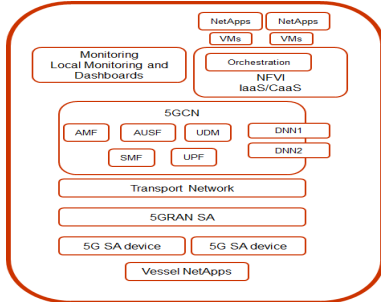 NetApps NetApps
VMs VMs
Monitoring
Local Monitoring and
Dashboards
Orchestration
NFVI
IaaS/CaaS
5GCN
AMF AUSF UDM DNN1
DNN2
SMF UPF
Transport Network
5GRAN SA
5G SA device 5G SA device
Vessel NetApps